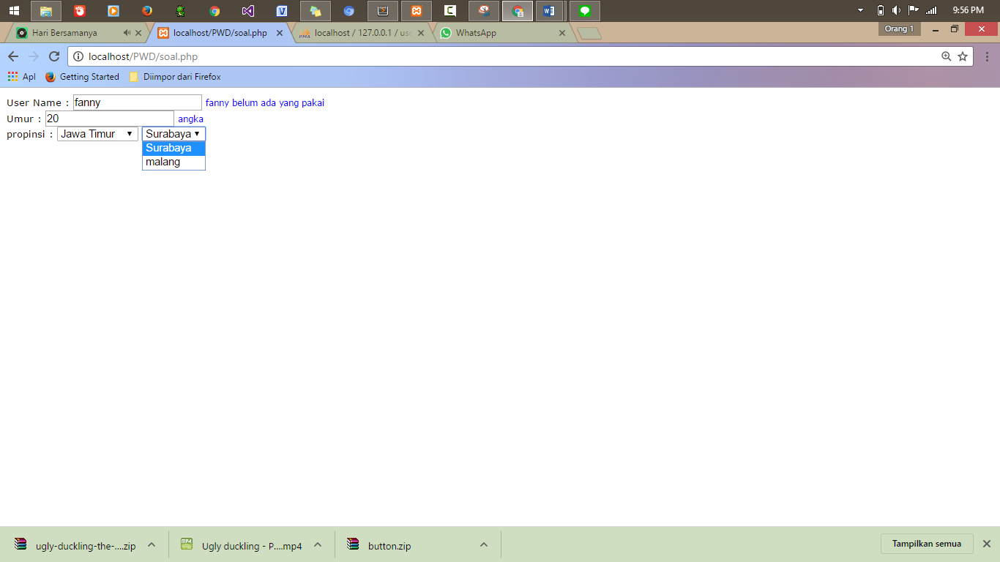 9:56 PM
Hari Bersamanya
localhost/PWD/soal.php
localhost / 127.0.0.1 / use
WhatsApp
Orang 1
localhost/PWD/soal.php
Apl
Getting Started
Diimpor dari Firefox
User Name : fanny fanny belum ada yang pakai
Umur : 20 angka
propinsi : Jawa Timur Surabaya
Surabaya
malang
ugly-duckling-the-....zip
Ugly duckling - P....mp4
button.zip
Tampilkan semua